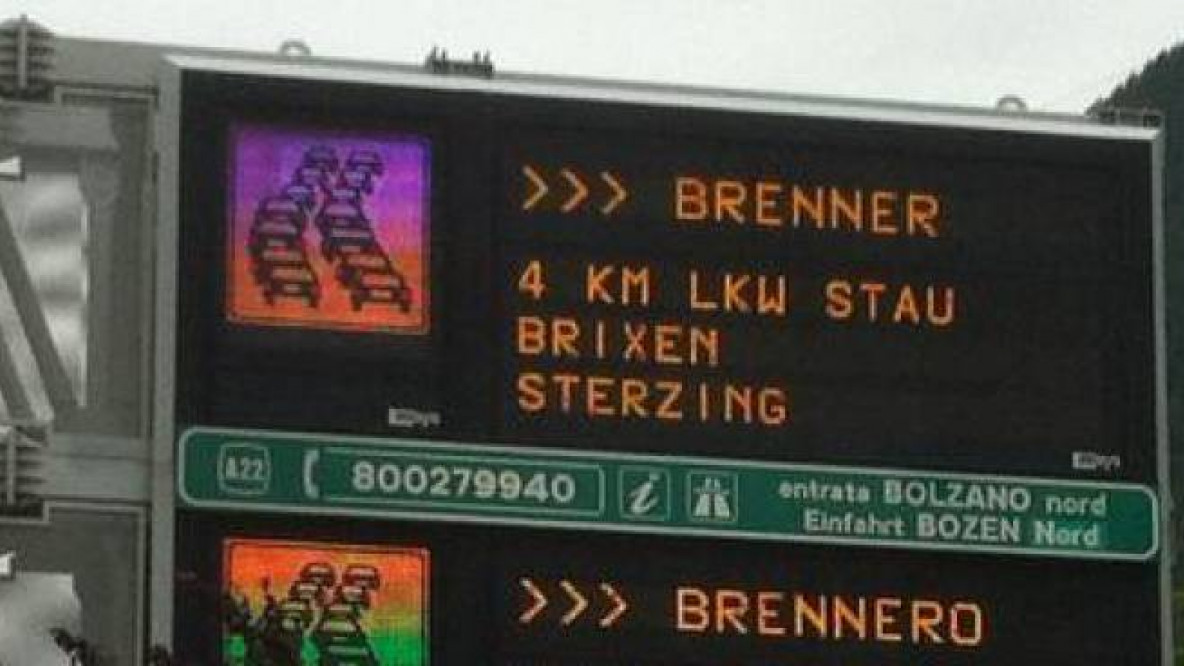 >>> BRENNER
4 KM LKW STAU
BRIXEN
STERZING
A22 800279940 i entrata BOLZANO nord
Einfahrt BOZEN Nord
>>> BRENNERO